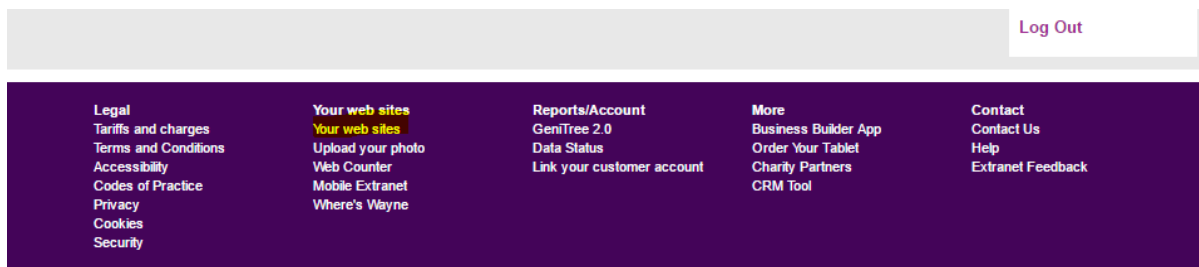 Log Out
Legal
Tariffs and charges
Terms and Conditions
Accessibility
Codes of Practice
Privacy
Cookies
Security
Your web sites
Your web sites
Upload your photo
Web Counter
Mobile Extranet
Where's Wayne
Reports/Account
GeniTree 2.0
Data Status
Link your customer account
More
Business Builder App
Order Your Tablet
Charity Partners
CRM Tool
Contact
Contact Us
Help
Extranet Feedback